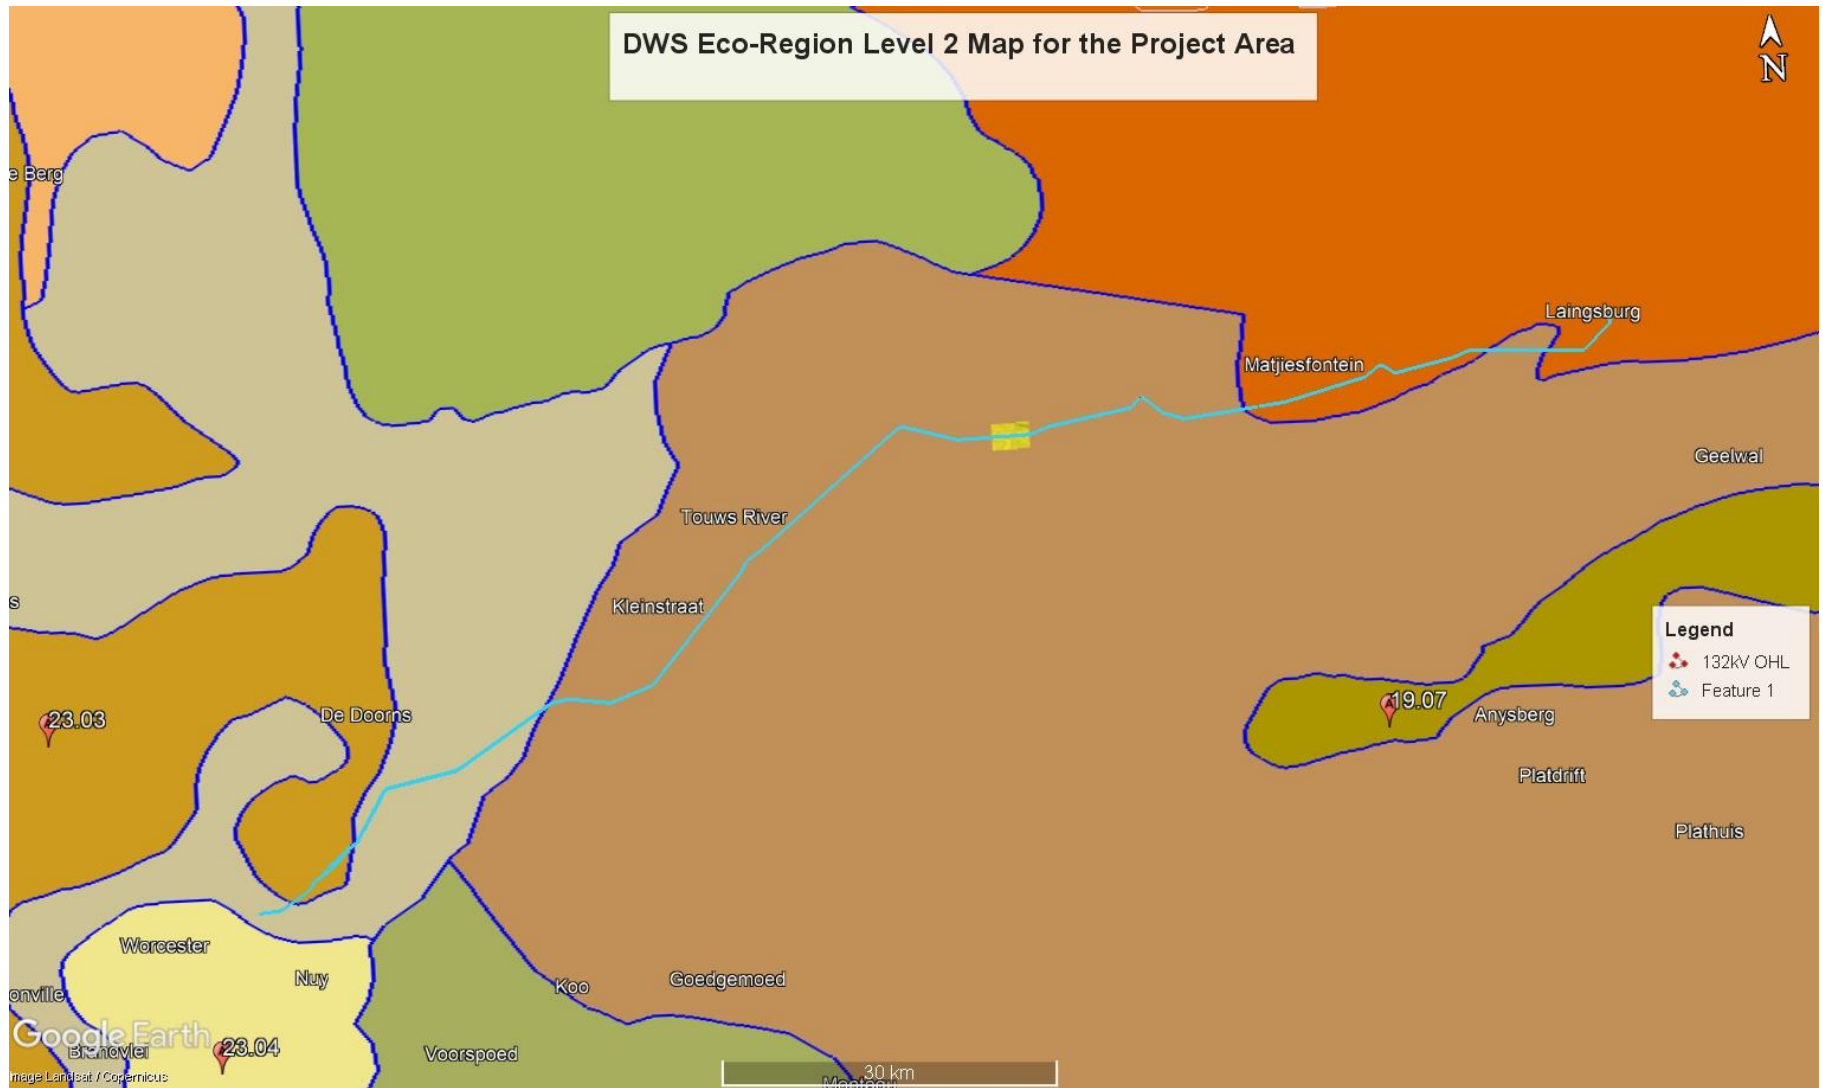 DWS Eco-Region Level 2 Map for the Project Area
N
e Berg
Laingsburg
Matjiesfontein
Geelwal
Touws River
s
Kleinstraat
Legend
132kV OHL
Feature 1
19.07
23.03
De Doorns
Anysberg
Platdrift
Plathuis
Worcester
Nuy
Koo
Goedgemoed
onville
Google Earth
Brandvlei
23.04
Voorspoed
30 km
Image Landsat / Copernicus